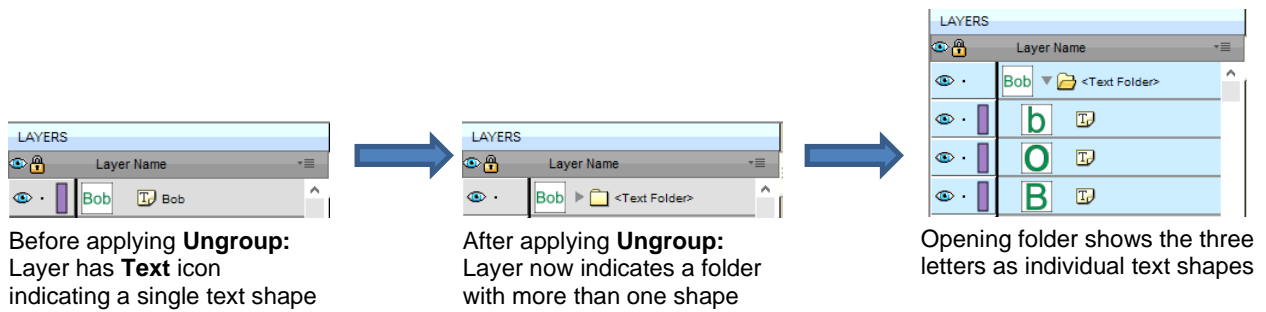 LAYERS
Layer Name
Bob Bob
Before applying Ungroup:
Layer has Text icon
indicating a single text shape
LAYERS
Layer Name
Bob <Text Folder>
After applying Ungroup:
Layer now indicates a folder
with more than one shape
LAYERS
Layer Name
Bob <Text Folder>
b T
O T
B T
Opening folder shows the three
letters as individual text shapes